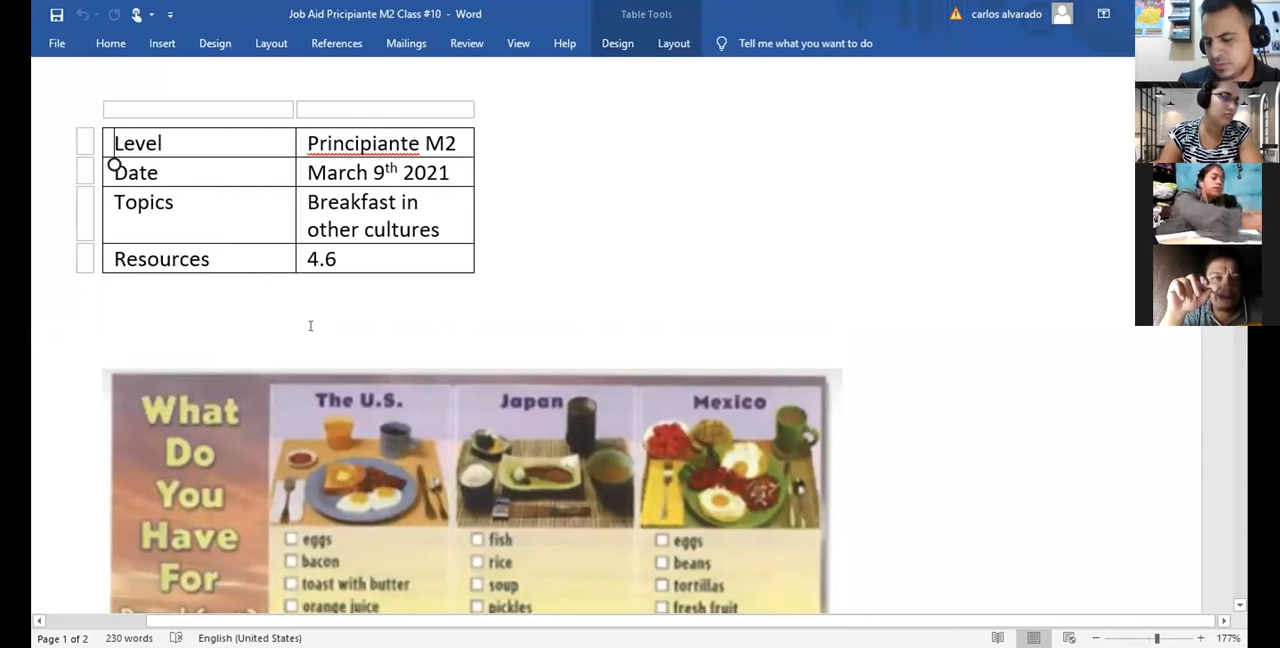 Job Aid Pricipiante M2 Class #10 - Word
Table Tools
carlos alvarado
File Home Insert Design Layout References Mailings Review View Help Design Layout Tell me what you want to do
Level Principiante M2
Date March 9th 2021
Topics Breakfast in
other cultures
Resources 4.6
What
Do
You
Have
For
The U.S.
eggs
bacon
toast with butter
orange juice
Japan
fish
rice
soup
pickles
Mexico
eggs
beans
tortillas
fresh fruit
Page 1 of 2 230 words English (United States) 177%